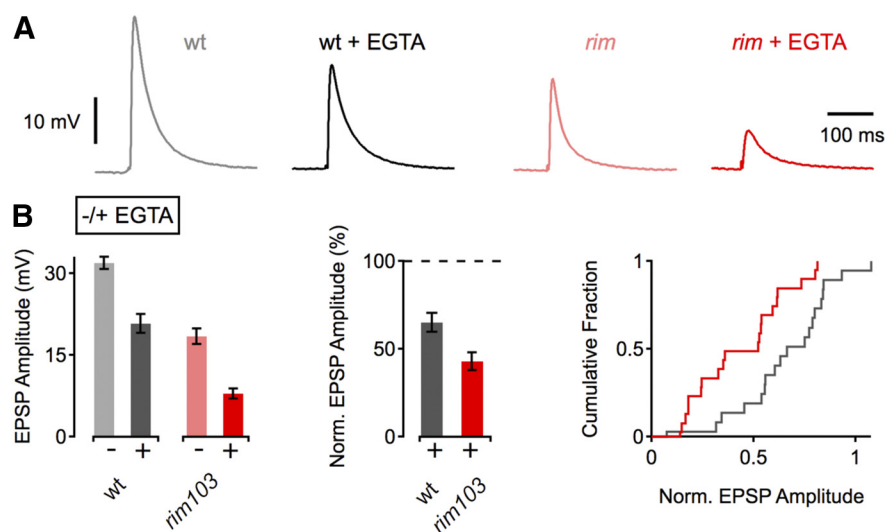 A
wt
wt + EGTA
rim
rim + EGTA
10 mV
100 ms
B
-/+ EGTA
EPSP Amplitude (mV)
30
15
0
- + - +
wt
rim103
Norm. EPSP Amplitude (%)
100
50
0
+ +
wt
rim103
Cumulative Fraction
1
0.5
0
0 0.5 1
Norm. EPSP Amplitude